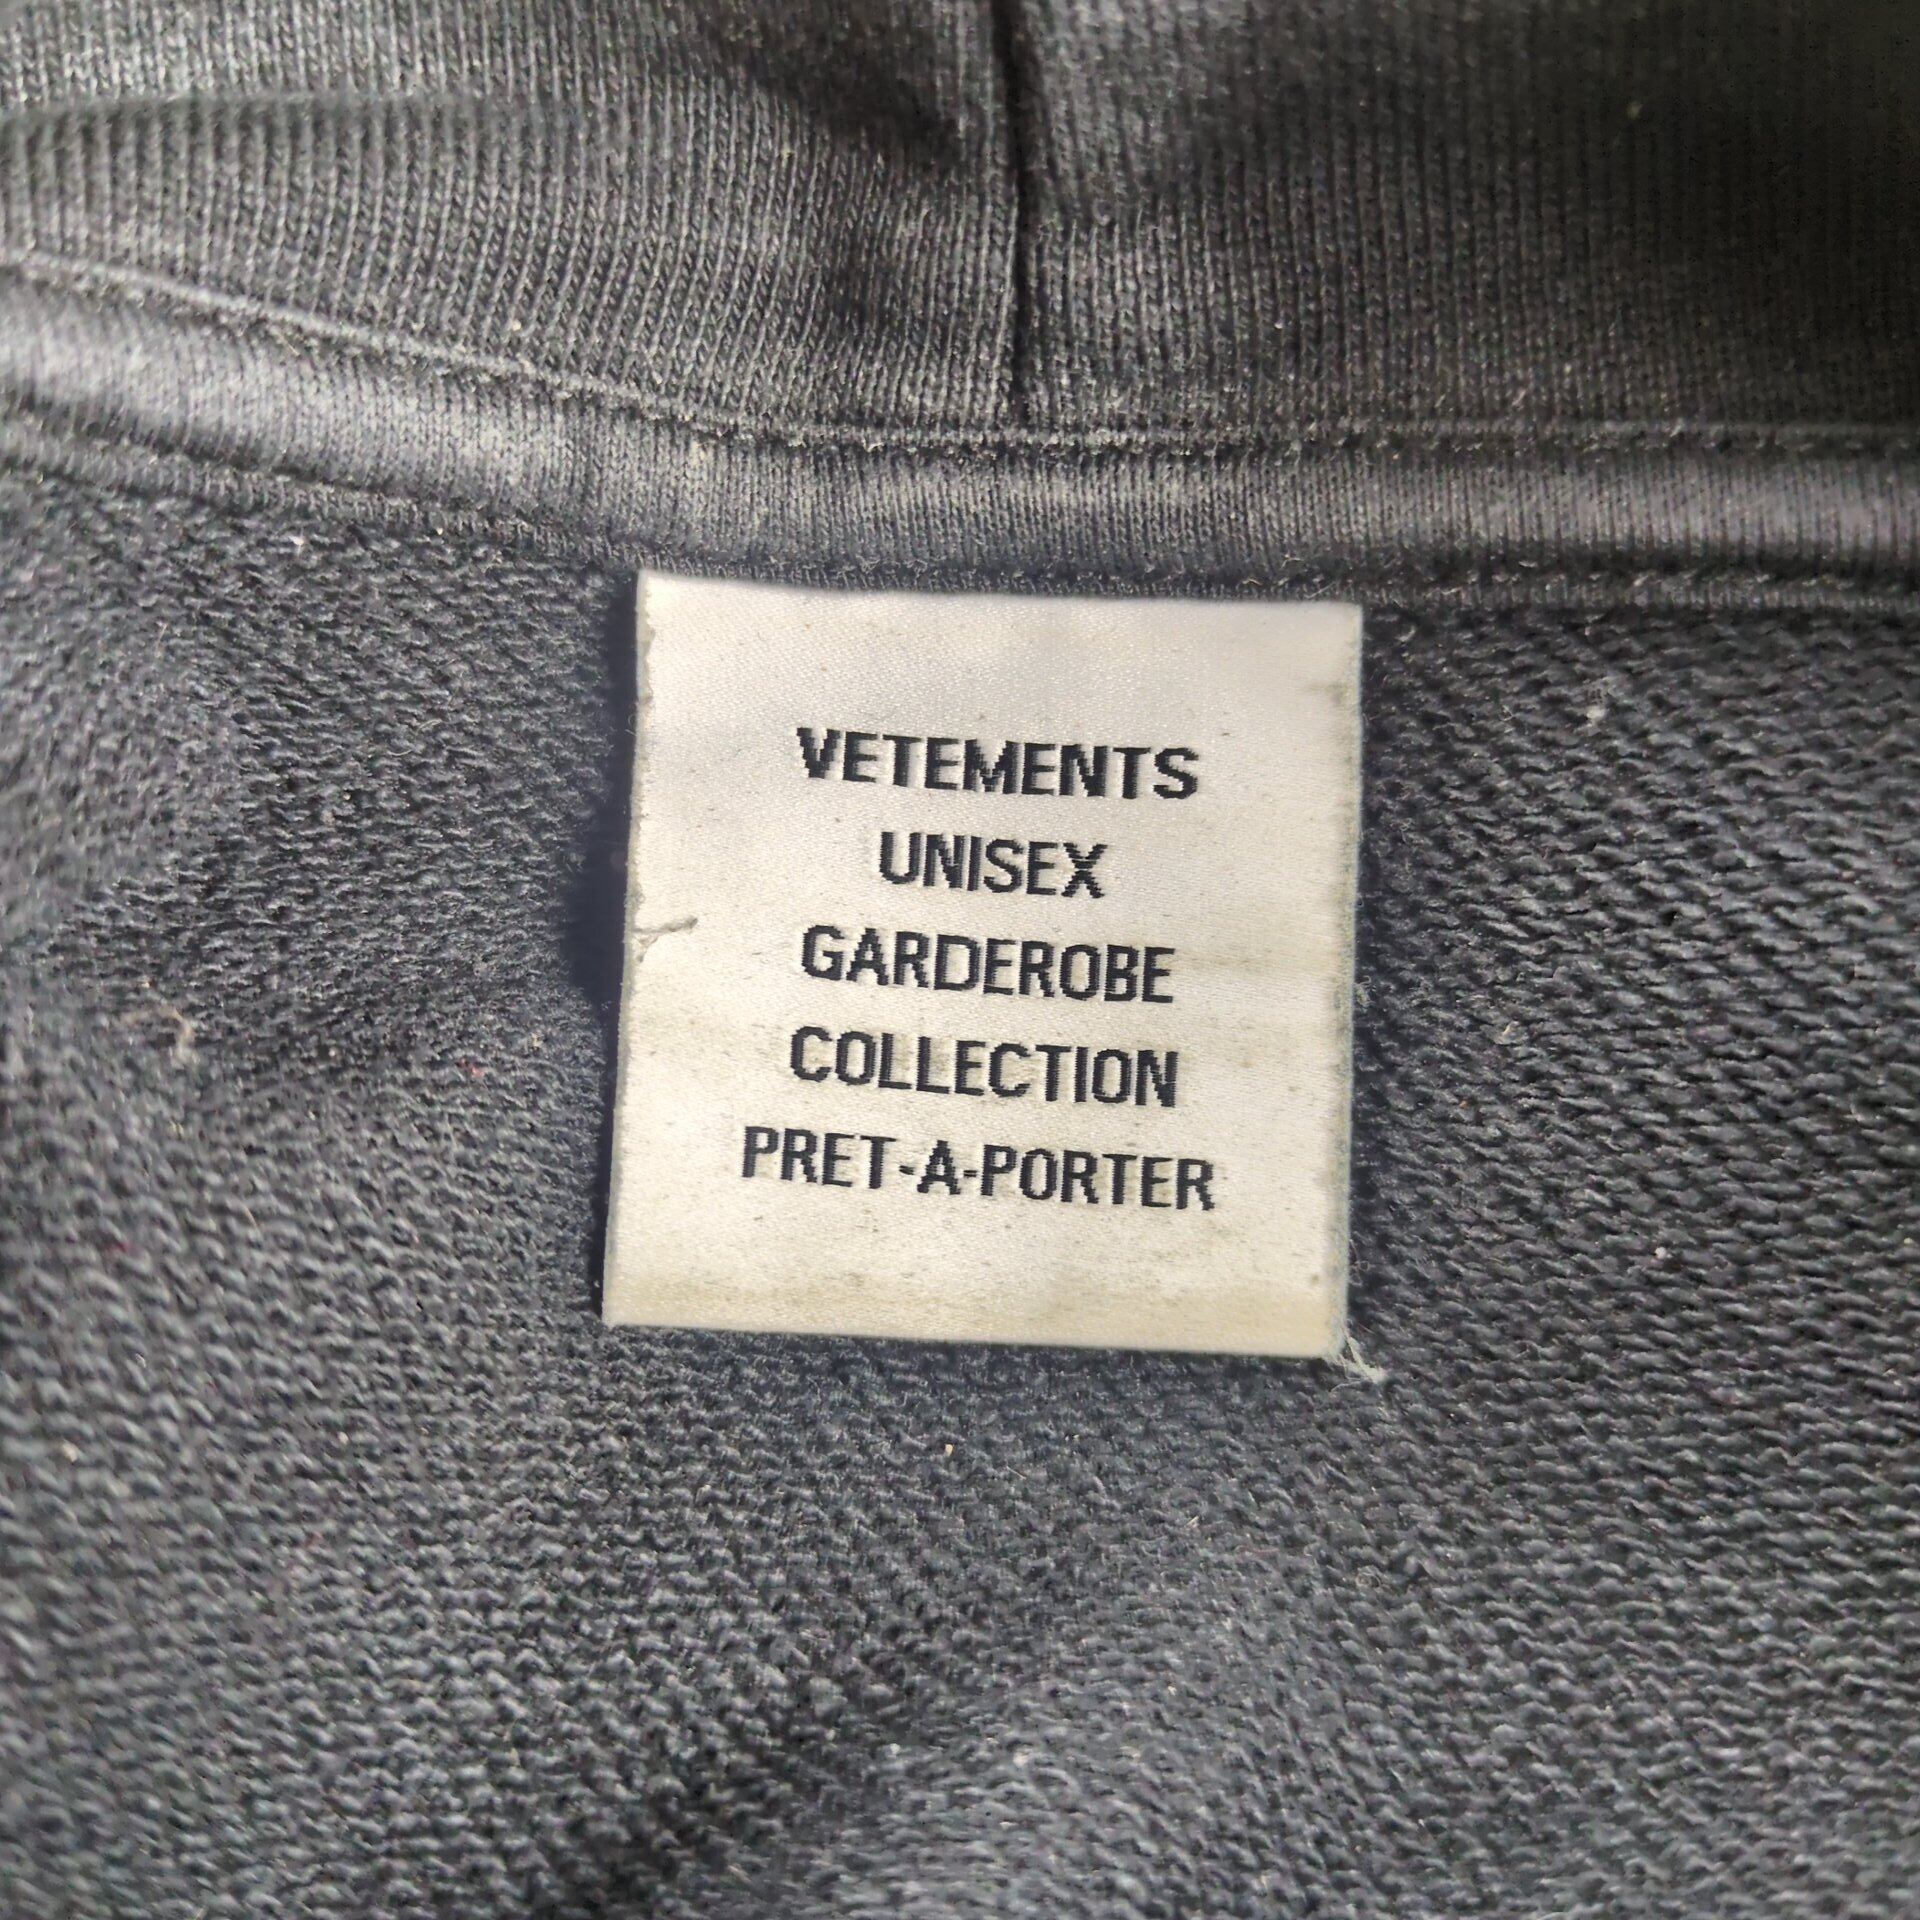 VETEMENTS
UNISEX
GARDEROBE
COLLECTION
PRET-A-PORTER